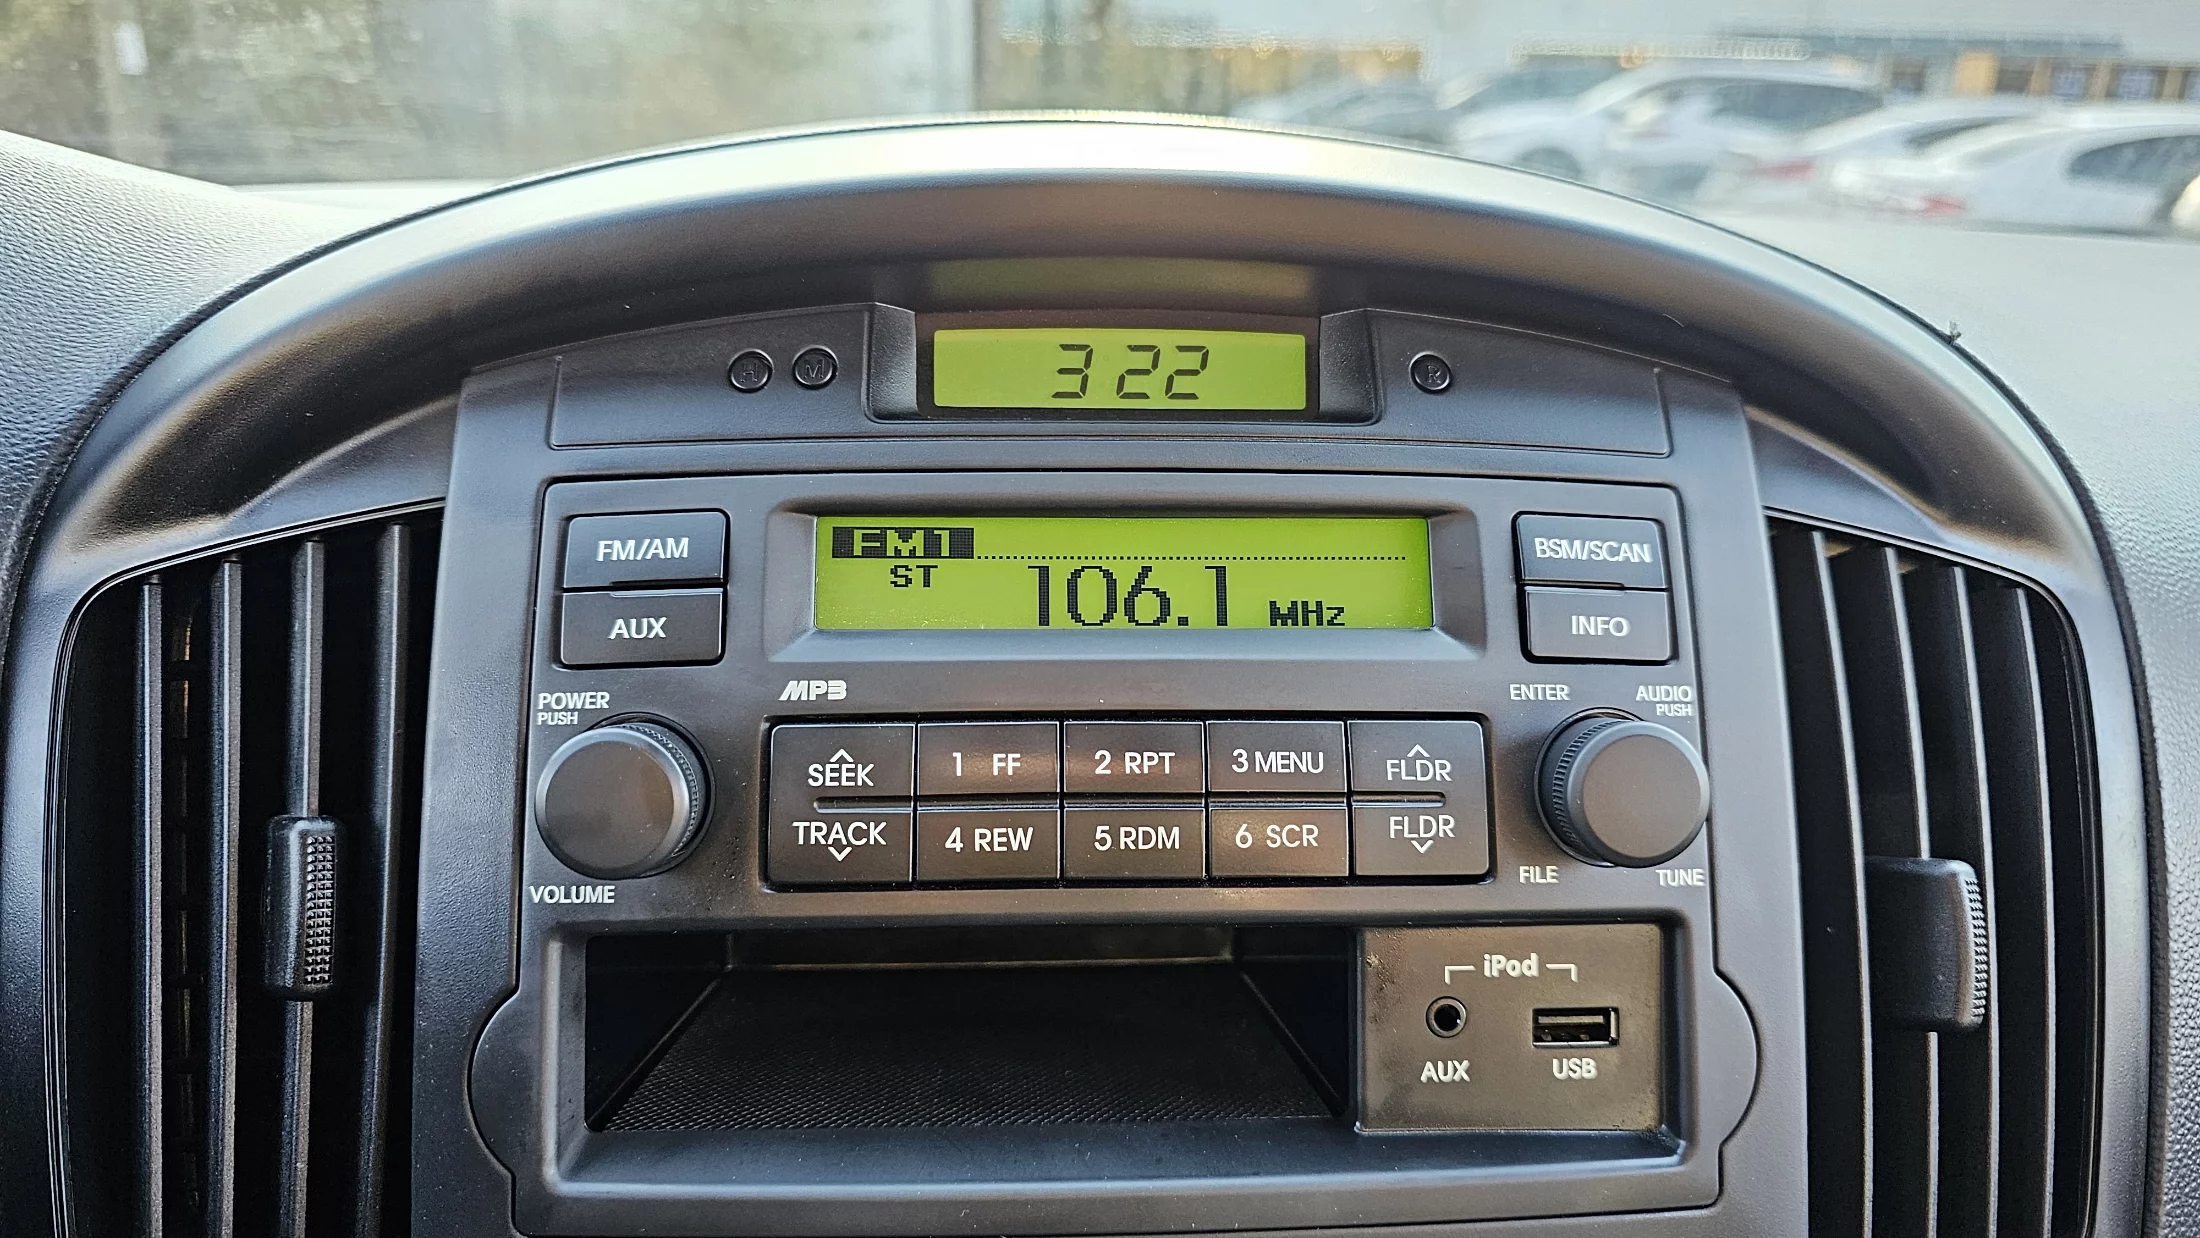 H M 3 22 R
FM1
ST 106.1 MHz
FM/AM
AUX
BSM/SCAN
INFO
POWER
PUSH
VOLUME
MP3
SEEK
TRACK
1 FF
2 RPT
3 MENU
4 REW
5 RDM
6 SCR
FLDR
FLDR
ENTER
AUDIO
PUSH
FILE
TUNE
iPod
AUX
USB